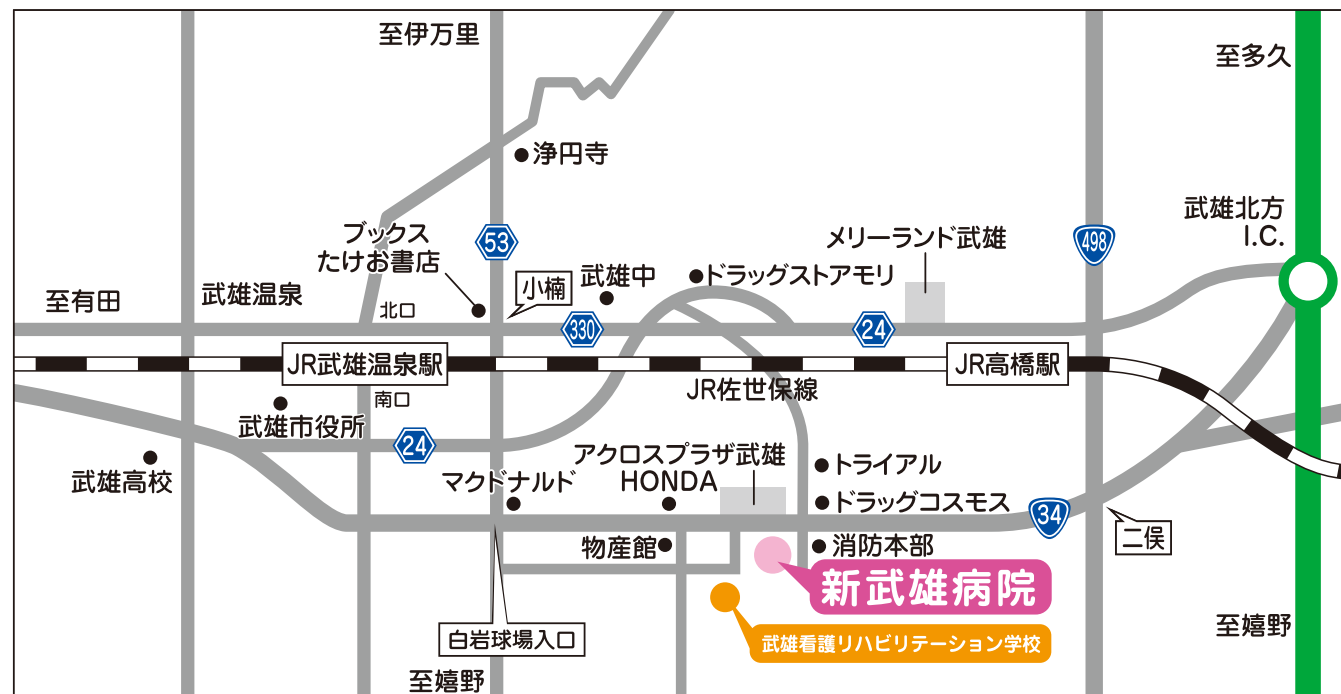 至伊万里
至多久
浄円寺
武雄北方
I.C.
ブックス
たけお書店
53
498
メリーランド武雄
武雄中
ドラッグストアモリ
小楠
至有田
武雄温泉
北口
330
24
JR武雄温泉駅
JR高橋駅
JR佐世保線
南口
武雄市役所
24
武雄高校
マクドナルド
アクロスプラザ武雄
HONDA
トライアル
ドラッグコスモス
34
二俣
物産館
消防本部
新武雄病院
白岩球場入口
武雄看護リハビリテーション学校
至嬉野
至嬉野